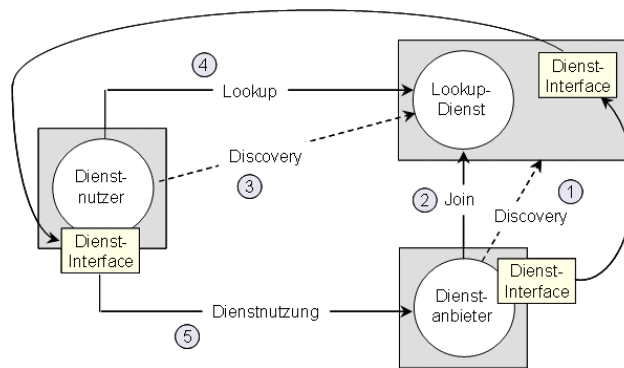 4
Lookup
Lookup-
Dienst
Dienst-
Interface
Discovery
3
Dienst-
nutzer
Dienst-
Interface
2
Join
1
Discovery
Dienst-
anbieter
Dienst-
Interface
Dienstnutzung
5